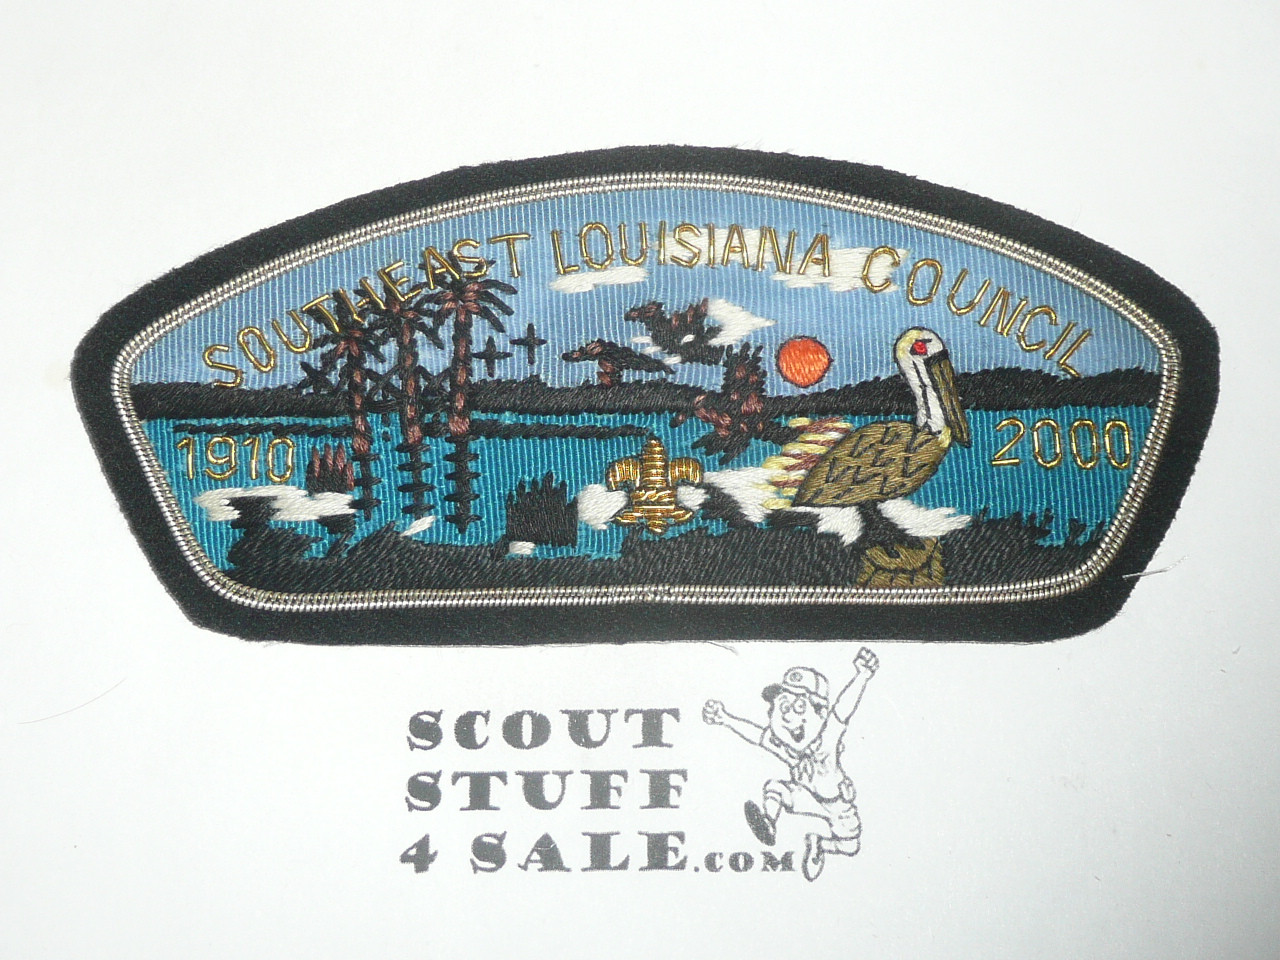 SOUTHEAST LOUISIANA COUNCIL
1910 2000
SCOUT
STUFF
4 SALE.COM